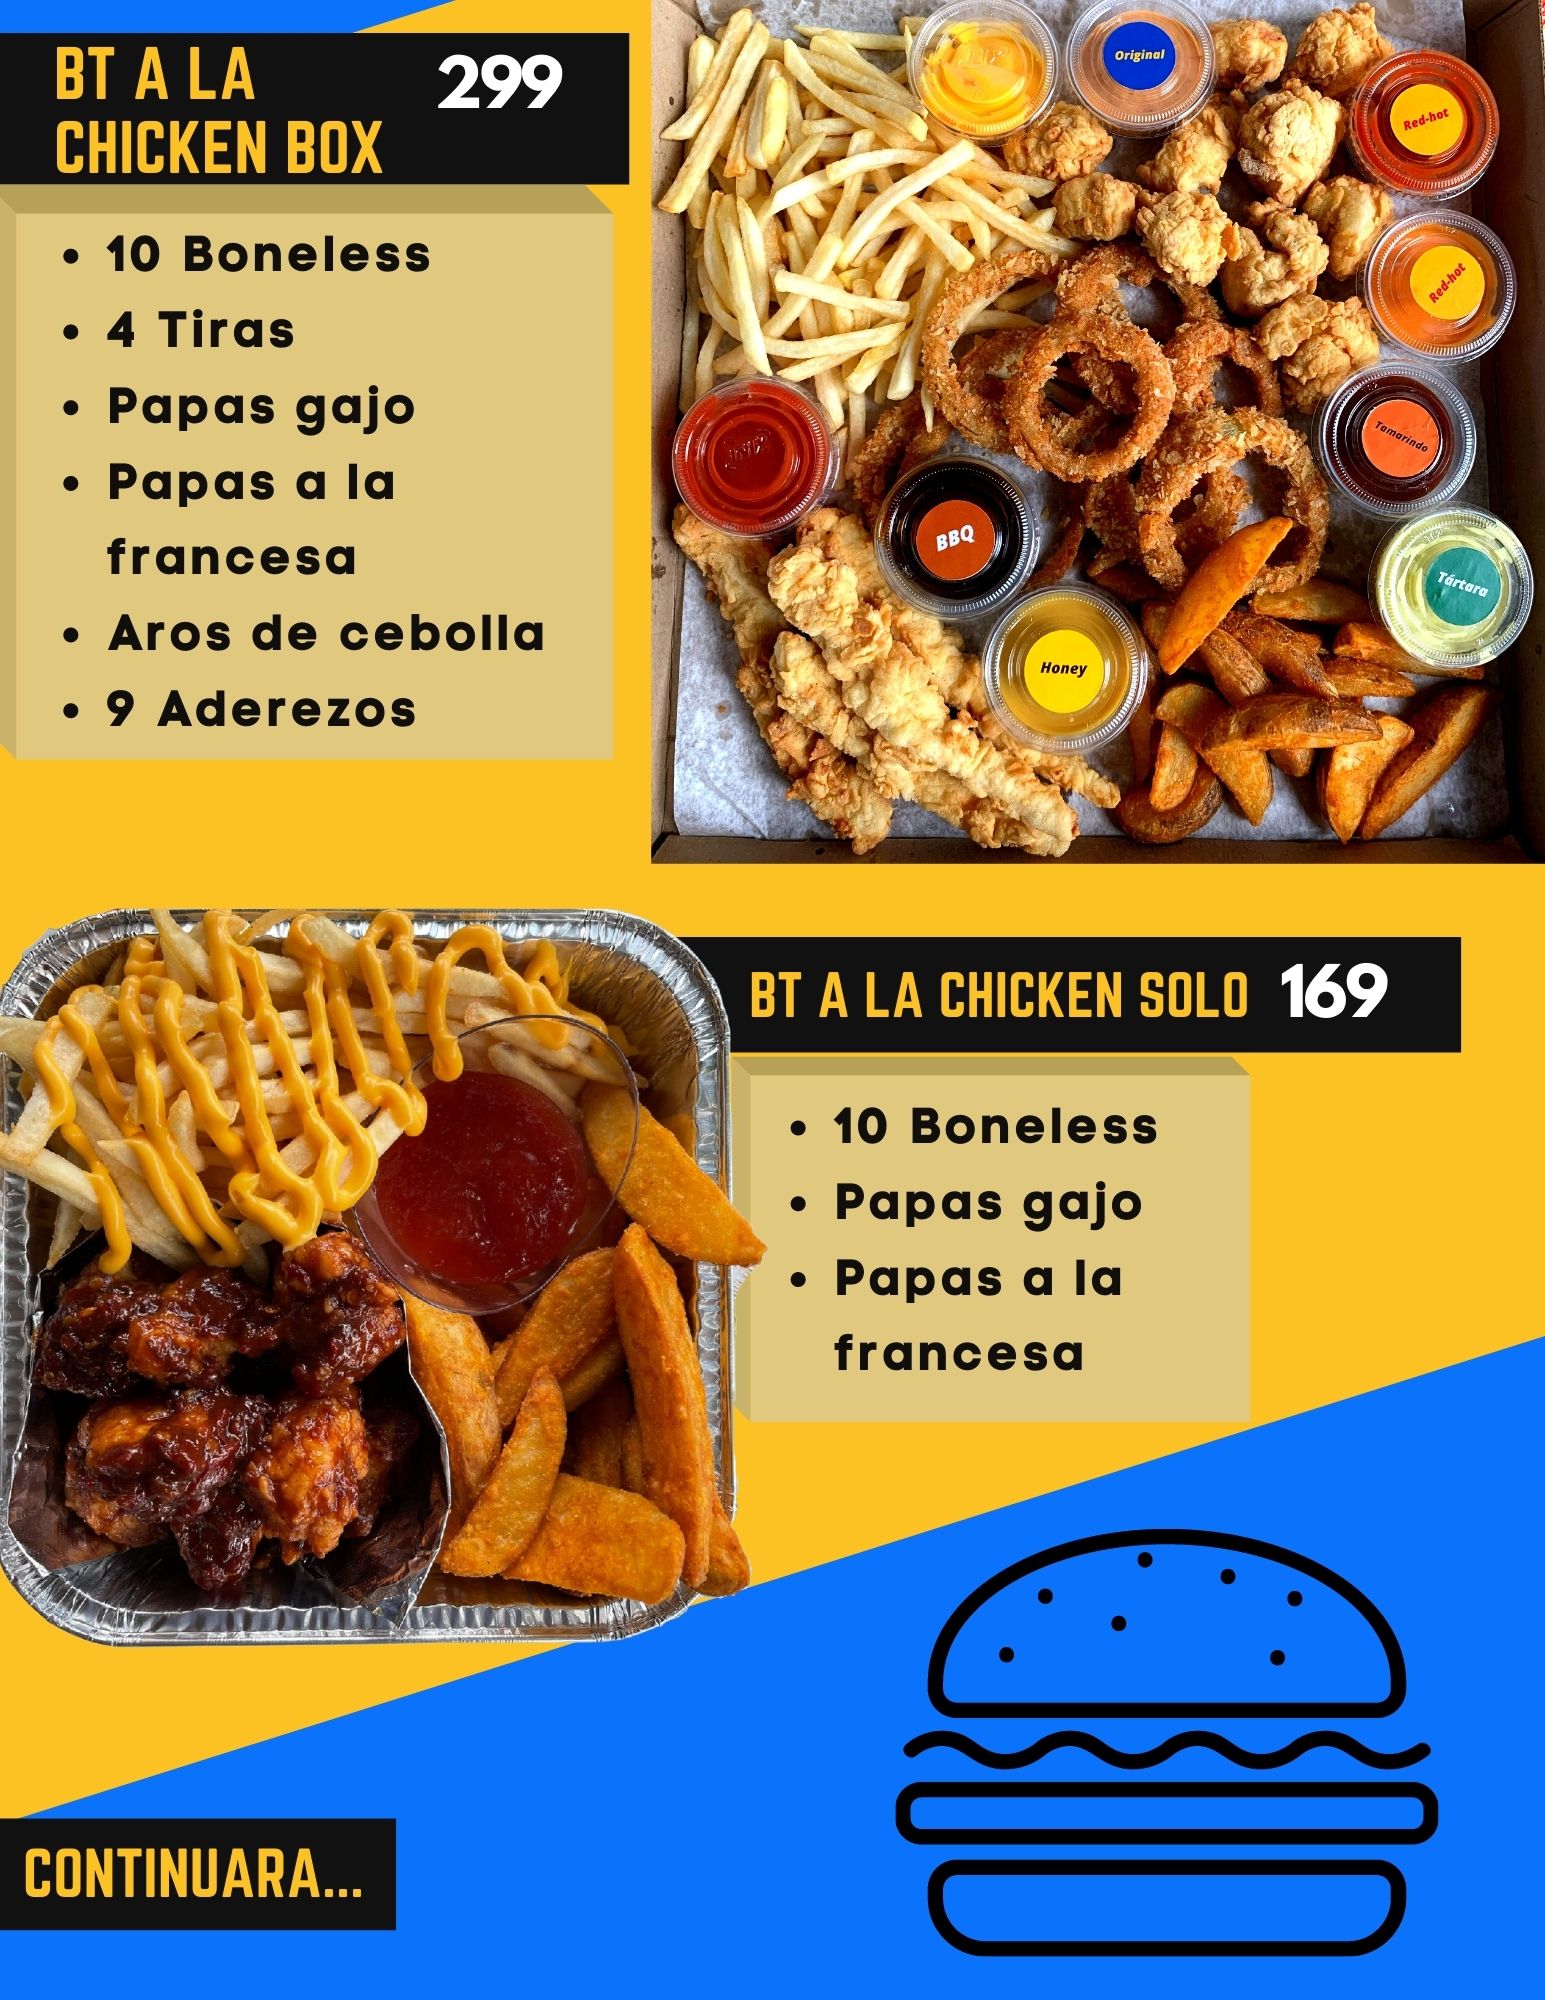 BT A LA
CHICKEN BOX
299
• 10 Boneless
• 4 Tiras
• Papas gajo
• Papas a la
francesa
• Aros de cebolla
• 9 Aderezos
Original
Red-hot
Red-hot
Tamarindo
BBQ
Tártara
Honey
BT A LA CHICKEN SOLO 169
• 10 Boneless
• Papas gajo
• Papas a la
francesa
CONTINUARA...